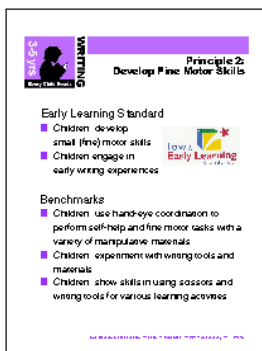 WRITING
3-5 yrs
Every Child Reads
Principle 2:
Develop Fine Motor Skills
Early Learning Standard
Children develop
small (fine) motor skills
Children engage in
early writing experiences
Iowa
Early Learning
Benchmarks
Children use hand-eye coordination to
perform self-help and fine motor tasks with a
variety of manipulative materials
Children experiment with writing tools and
materials
Children show skills in using scissors and
writing tools for various learning activities